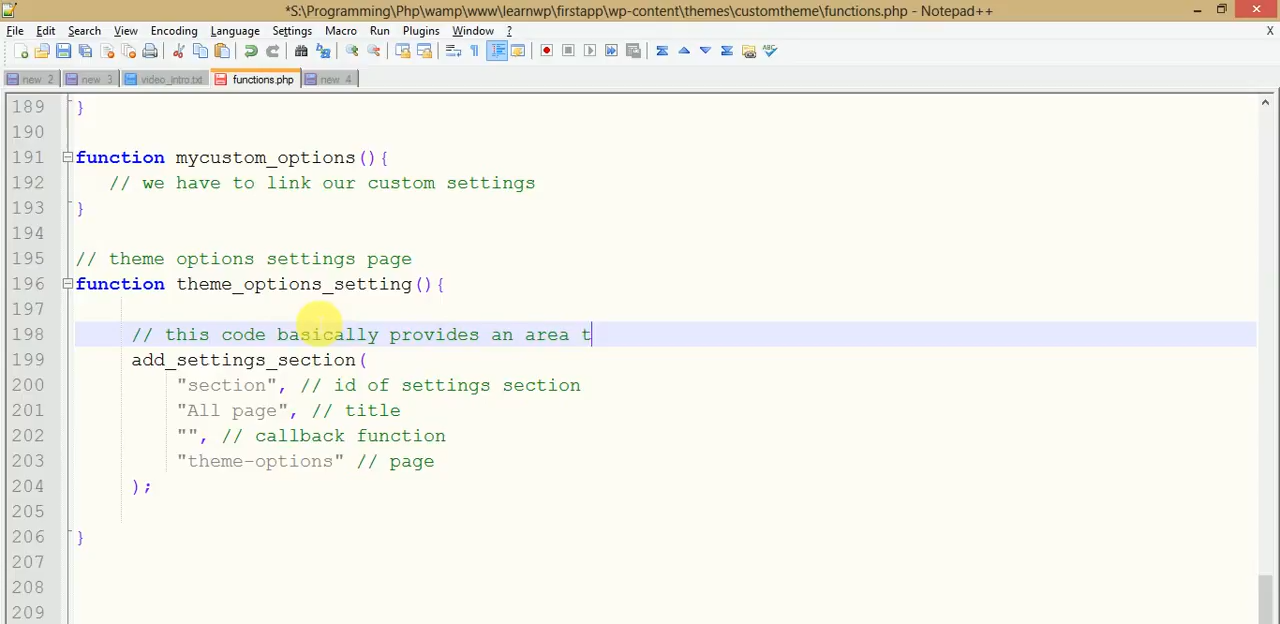 *S:\Programming\Php\wamp\www\learnwp\firstapp\wp-content\themes\customtheme\functions.php - Notepad++
File Edit Search View Encoding Language Settings Macro Run Plugins Window ? X
new 2 new 3 video_intro.txt functions.php new 4
189 }
190
191 function mycustom_options(){
192 // we have to link our custom settings
193 }
194
195 // theme options settings page
196 function theme_options_setting(){
197
198 // this code basically provides an area t
199 add_settings_section(
200 "section", // id of settings section
201 "All page", // title
202 "", // callback function
203 "theme-options" // page
204 );
205
206 }
207
208
209